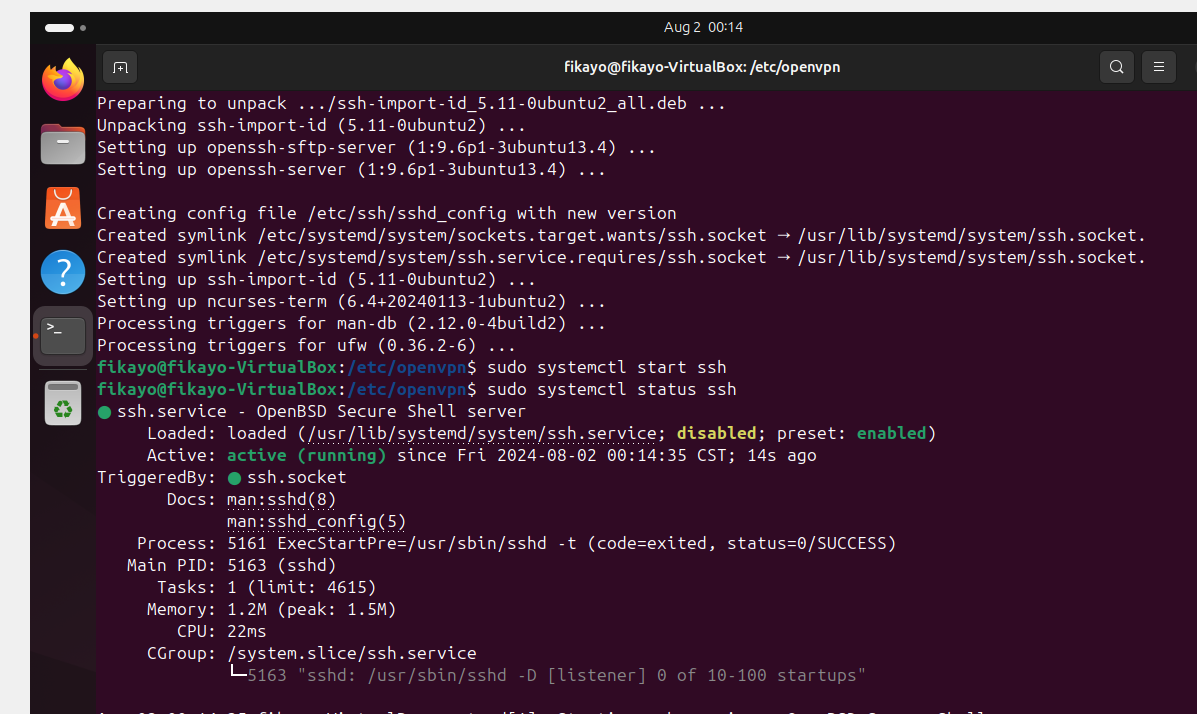 Aug 2 00:14
fikayo@fikayo-VirtualBox: /etc/openvpn
Preparing to unpack .../ssh-import-id_5.11-0ubuntu2_all.deb ...
Unpacking ssh-import-id (5.11-0ubuntu2) ...
Setting up openssh-sftp-server (1:9.6p1-3ubuntu13.4) ...
Setting up openssh-server (1:9.6p1-3ubuntu13.4) ...
Creating config file /etc/ssh/sshd_config with new version
Created symlink /etc/systemd/system/sockets.target.wants/ssh.socket → /usr/lib/systemd/system/ssh.socket.
Created symlink /etc/systemd/system/ssh.service.requires/ssh.socket → /usr/lib/systemd/system/ssh.socket.
Setting up ssh-import-id (5.11-0ubuntu2) ...
Setting up ncurses-term (6.4+20240113-1ubuntu2) ...
Processing triggers for man-db (2.12.0-4build2) ...
Processing triggers for ufw (0.36.2-6) ...
fikayo@fikayo-VirtualBox:/etc/openvpn$ sudo systemctl start ssh
fikayo@fikayo-VirtualBox:/etc/openvpn$ sudo systemctl status ssh
● ssh.service - OpenBSD Secure Shell server
Loaded: loaded (/usr/lib/systemd/system/ssh.service; disabled; preset: enabled)
Active: active (running) since Fri 2024-08-02 00:14:35 CST; 14s ago
TriggeredBy: ● ssh.socket
Docs: man:sshd(8)
man:sshd_config(5)
Process: 5161 ExecStartPre=/usr/sbin/sshd -t (code=exited, status=0/SUCCESS)
Main PID: 5163 (sshd)
Tasks: 1 (limit: 4615)
Memory: 1.2M (peak: 1.5M)
CPU: 22ms
CGroup: /system.slice/ssh.service
└─5163 "sshd: /usr/sbin/sshd -D [listener] 0 of 10-100 startups"